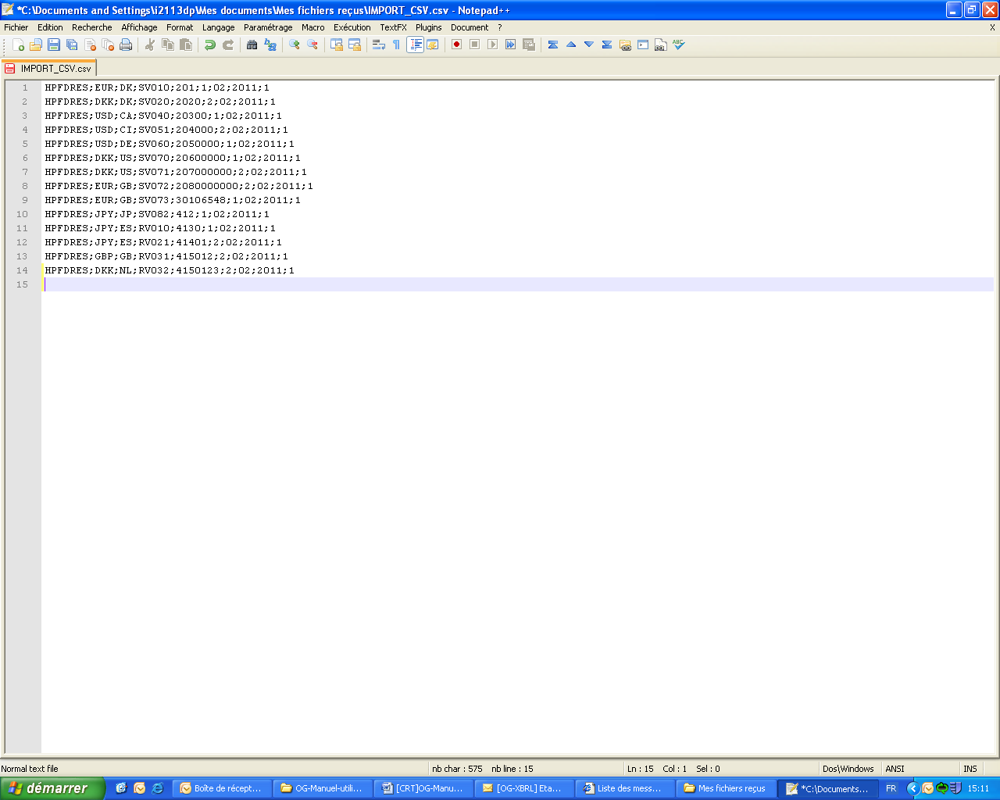 *C:\Documents and Settings\i2113dp\Mes documents\Mes fichiers reçus\IMPORT_CSV.csv - Notepad++
Fichier Edition Recherche Affichage Format Langage Paramétrage Macro Exécution TextFX Plugins Document ? X
IMPORT_CSV.csv
1 HPFDRES;EUR;DK;SV010;201;1;02;2011;1
2 HPFDRES;DKK;DK;SV020;2020;2;02;2011;1
3 HPFDRES;USD;CA;SV040;20300;1;02;2011;1
4 HPFDRES;USD;CI;SV051;204000;2;02;2011;1
5 HPFDRES;USD;DE;SV060;2050000;1;02;2011;1
6 HPFDRES;DKK;US;SV070;20600000;1;02;2011;1
7 HPFDRES;DKK;US;SV071;207000000;2;02;2011;1
8 HPFDRES;EUR;GB;SV072;2080000000;2;02;2011;1
9 HPFDRES;EUR;GB;SV073;30106548;1;02;2011;1
10 HPFDRES;JPY;JP;SV082;412;1;02;2011;1
11 HPFDRES;JPY;ES;RV010;4130;1;02;2011;1
12 HPFDRES;JPY;ES;RV021;41401;2;02;2011;1
13 HPFDRES;GBP;GB;RV031;415012;2;02;2011;1
14 HPFDRES;DKK;NL;RV032;4150123;2;02;2011;1
15
Normal text file nb char : 575 nb line : 15 Ln : 15 Col : 1 Sel : 0 Dos\Windows ANSI INS
démarrer Boîte de récept... OG-Manuel-utili... [CRT]OG-Manu... [OG-XBRL] Eta... Liste des mess... Mes fichiers reçus *C:\Documents... FR 15:11